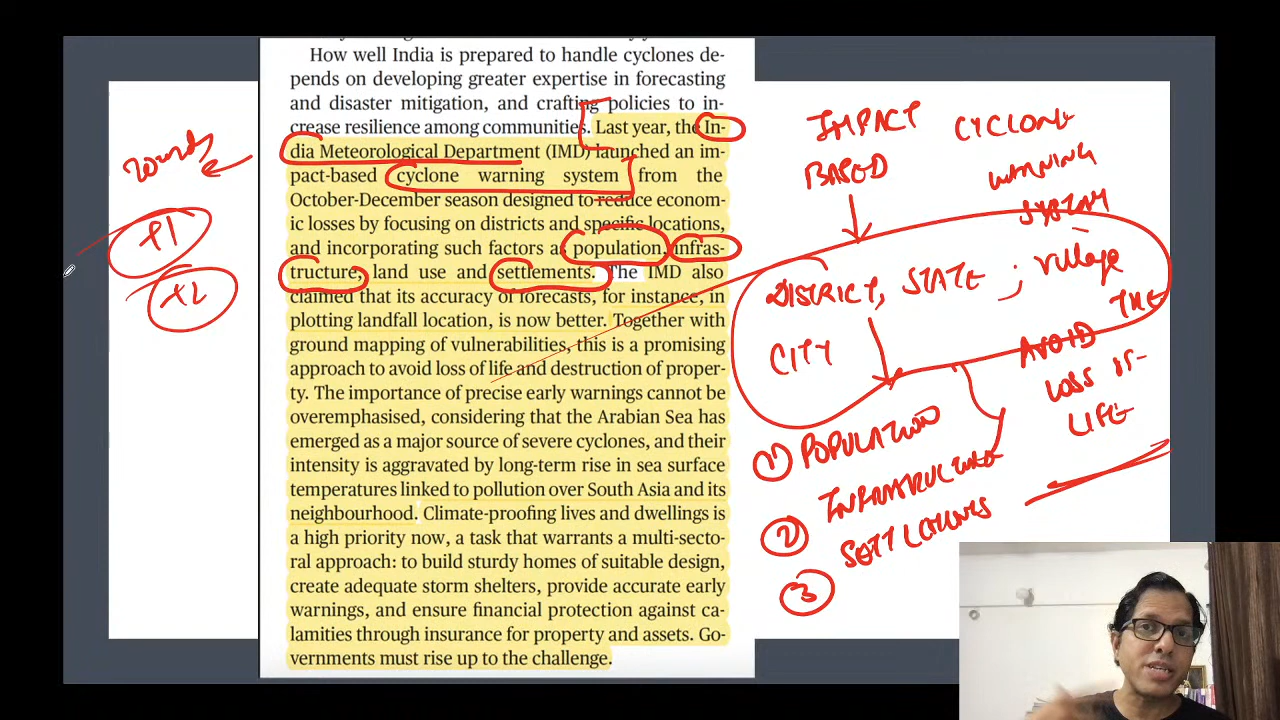 How well India is prepared to handle cyclones de-
pends on developing greater expertise in forecasting
and disaster mitigation, and crafting policies to in-
crease resilience among communities. Last year, the In-
dia Meteorological Department (IMD) launched an im-
pact-based cyclone warning system from the
October-December season designed to reduce econom-
ic losses by focusing on districts and specific locations,
and incorporating such factors as population, infras-
tructure, land use and settlements. The IMD also
claimed that its accuracy of forecasts, for instance, in
plotting landfall location, is now better. Together with
ground mapping of vulnerabilities, this is a promising
approach to avoid loss of life and destruction of proper-
ty. The importance of precise early warnings cannot be
overemphasised, considering that the Arabian Sea has
emerged as a major source of severe cyclones, and their
intensity is aggravated by long-term rise in sea surface
temperatures linked to pollution over South Asia and its
neighbourhood. Climate-proofing lives and dwellings is
a high priority now, a task that warrants a multi-secto-
ral approach: to build sturdy homes of suitable design,
create adequate storm shelters, provide accurate early
warnings, and ensure financial protection against ca-
lamities through insurance for property and assets. Go-
vernments must rise up to the challenge.
IMPACT
BASED
CYCLONE
WARNING
SYSTEM
DISTRICT, STATE ; village
CITY
THE
AVOID
LOSS OF
LIFE
① POPULATION
②
③ SETTLEMENTS